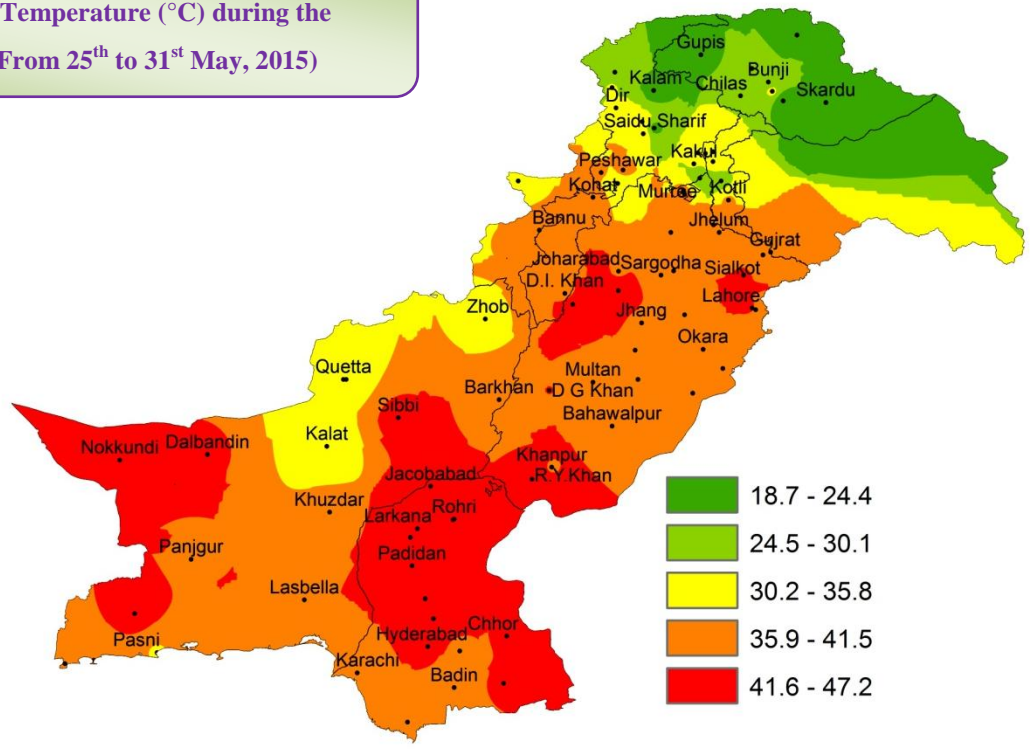 Temperature (°C) during the
From 25th to 31st May, 2015)
Gupis
Bunji
Kalam
Chilas
Skardu
Dir
Saidu Sharif
Kakul
Peshawar
Kohat
Murree
Kotli
Bannu
Jhelum
Gujrat
Joharabad
Sargodha
Sialkot
D.I. Khan
Lahore
Zhob
Jhang
Okara
Quetta
Multan
Barkhan
D G Khan
Sibbi
Bahawalpur
Nokkundi
Dalbandin
Kalat
Khanpur
Jacobabad
R.Y.Khan
Khuzdar
Larkana
Rohri
Panjgur
Padidan
Lasbella
Pasni
Hyderabad
Chhor
Karachi
Badin
18.7 - 24.4
24.5 - 30.1
30.2 - 35.8
35.9 - 41.5
41.6 - 47.2